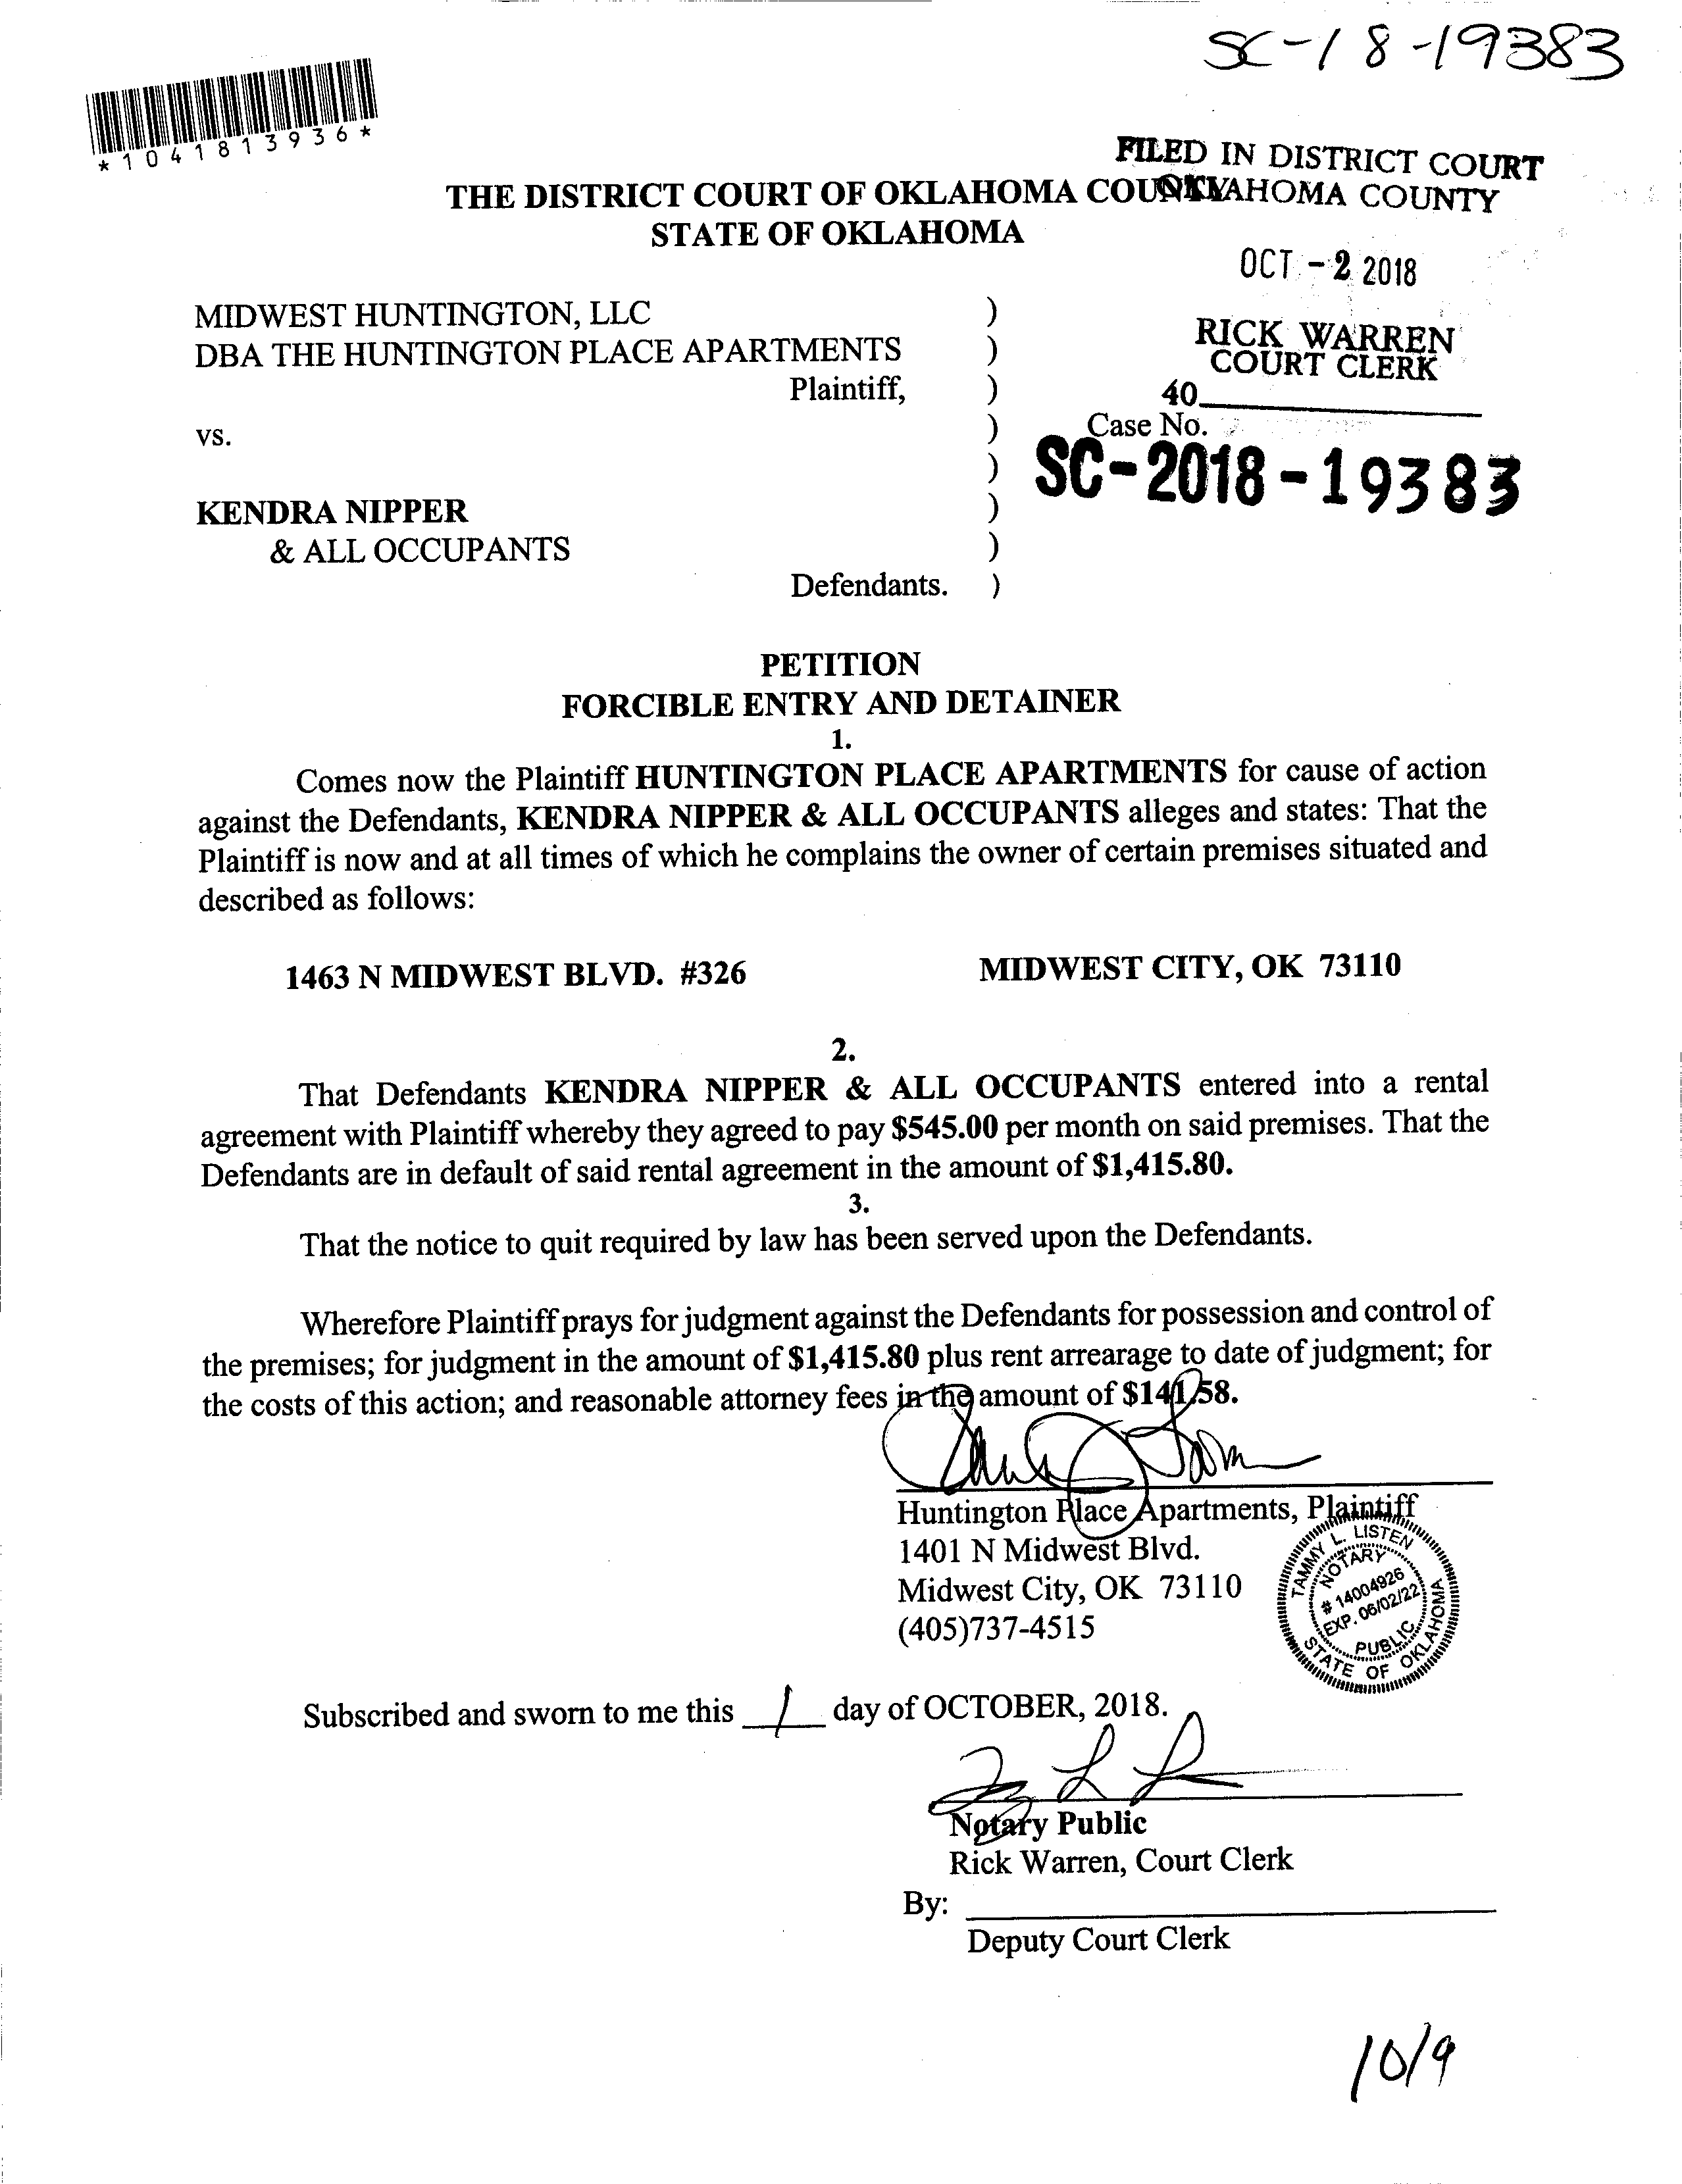 SC-18-19383
*1041813936*
FILED IN DISTRICT COURT
OKLAHOMA COUNTY
THE DISTRICT COURT OF OKLAHOMA COUNTY
STATE OF OKLAHOMA
OCT - 2 2018
MIDWEST HUNTINGTON, LLC )
DBA THE HUNTINGTON PLACE APARTMENTS )
Plaintiff, )
RICK WARREN
COURT CLERK
40
vs. )
Case No.
)
SC-2018-19383
KENDRA NIPPER )
& ALL OCCUPANTS )
Defendants. )
PETITION
FORCIBLE ENTRY AND DETAINER
1.
Comes now the Plaintiff HUNTINGTON PLACE APARTMENTS for cause of action
against the Defendants, KENDRA NIPPER & ALL OCCUPANTS alleges and states: That the
Plaintiff is now and at all times of which he complains the owner of certain premises situated and
described as follows:
1463 N MIDWEST BLVD. #326 MIDWEST CITY, OK 73110
2.
That Defendants KENDRA NIPPER & ALL OCCUPANTS entered into a rental
agreement with Plaintiff whereby they agreed to pay $545.00 per month on said premises. That the
Defendants are in default of said rental agreement in the amount of $1,415.80.
3.
That the notice to quit required by law has been served upon the Defendants.
Wherefore Plaintiff prays for judgment against the Defendants for possession and control of
the premises; for judgment in the amount of $1,415.80 plus rent arrearage to date of judgment; for
the costs of this action; and reasonable attorney fees in the amount of $141.58.
Huntington Place Apartments, Plaintiff
1401 N Midwest Blvd.
Midwest City, OK 73110
(405)737-4515
TAMMY L. LISTEN
NOTARY
# 14004926
EXP. 06/02/22
PUBLIC
STATE OF OKLAHOMA
Subscribed and sworn to me this 1 day of OCTOBER, 2018.
Notary Public
Rick Warren, Court Clerk
By:
Deputy Court Clerk
10/9